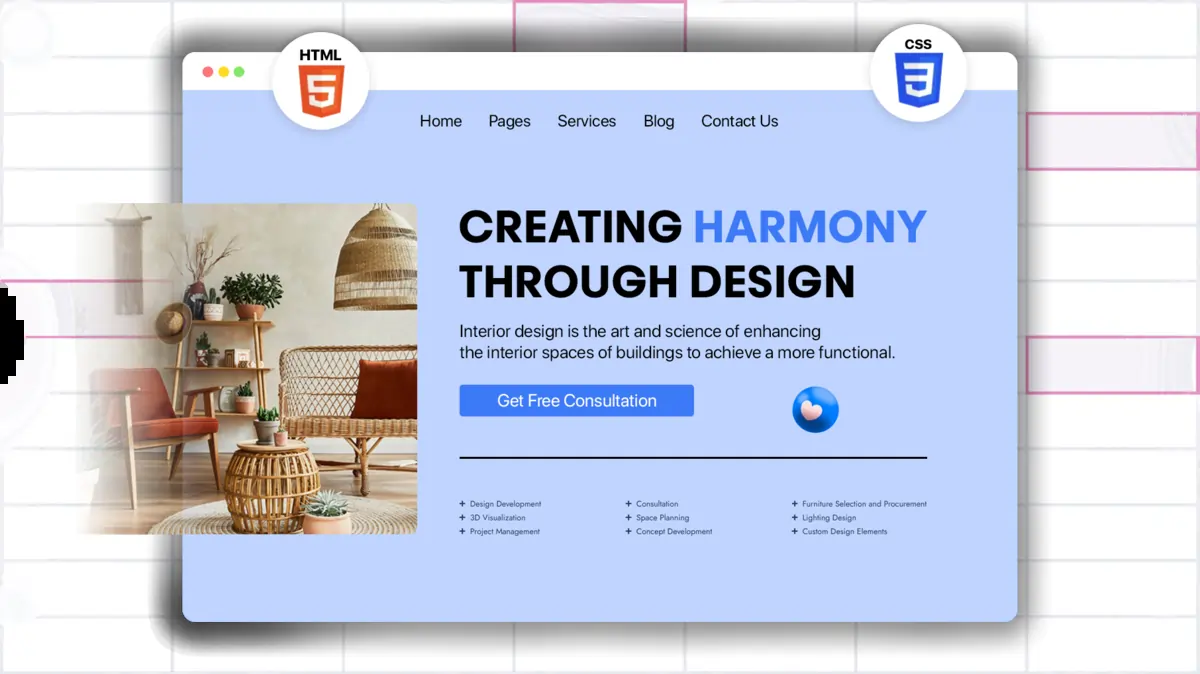 HTML
5
CSS
3
Home Pages Services Blog Contact Us
CREATING HARMONY
THROUGH DESIGN
Interior design is the art and science of enhancing
the interior spaces of buildings to achieve a more functional.
Get Free Consultation
+ Design Development
+ 3D Visualization
+ Project Management
+ Consultation
+ Space Planning
+ Concept Development
+ Furniture Selection and Procurement
+ Lighting Design
+ Custom Design Elements